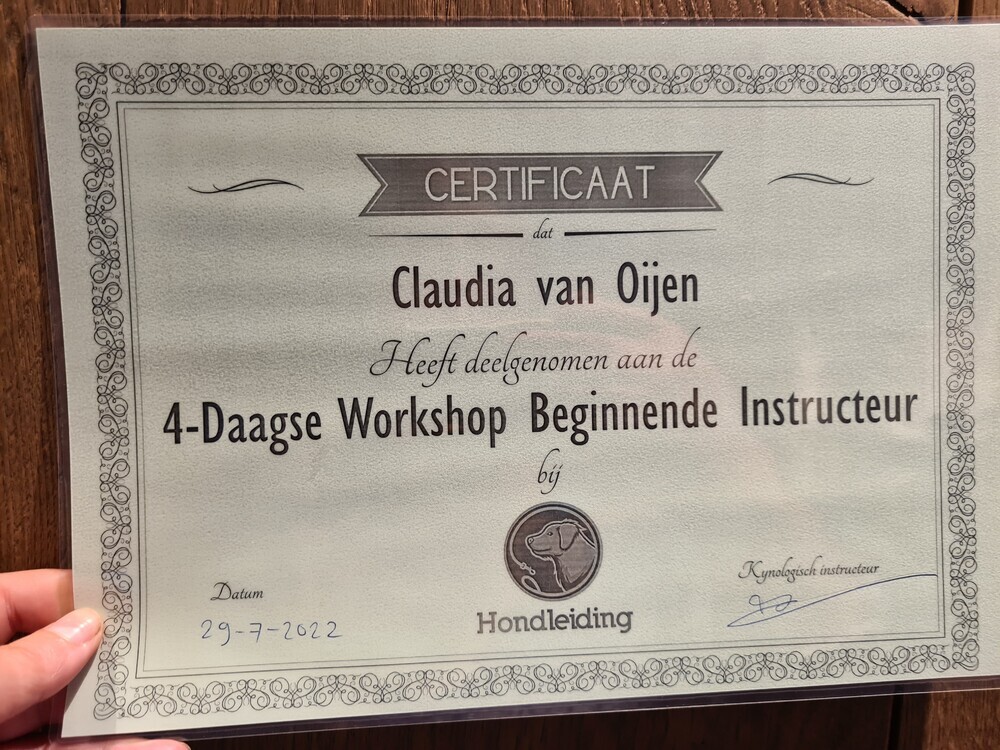 CERTIFICAAT
dat
Claudia van Oijen
Heeft deelgenomen aan de
4-Daagse Workshop Beginnende Instructeur
bij
Hondleiding
Datum
29-7-2022
Kynologisch instructeur